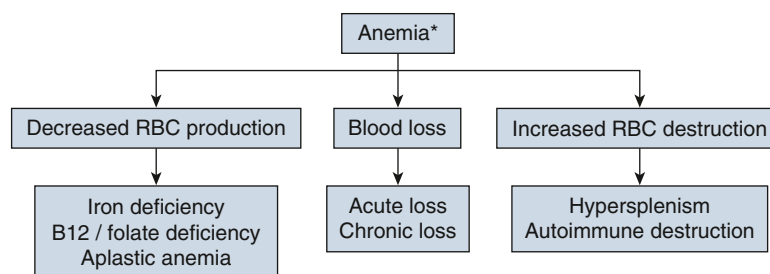 Anemia*
Decreased RBC production
Blood loss
Increased RBC destruction
Iron deficiency
B12 / folate deficiency
Aplastic anemia
Acute loss
Chronic loss
Hypersplenism
Autoimmune destruction